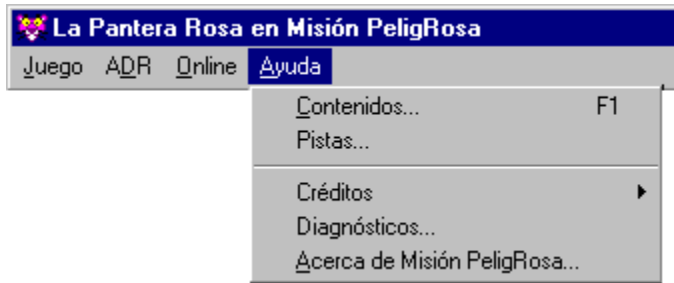 La Pantera Rosa en Misión PeligRosa
Juego ADR Online Ayuda
Contenidos... F1
Pistas...
Créditos
Diagnósticos...
Acerca de Misión PeligRosa...